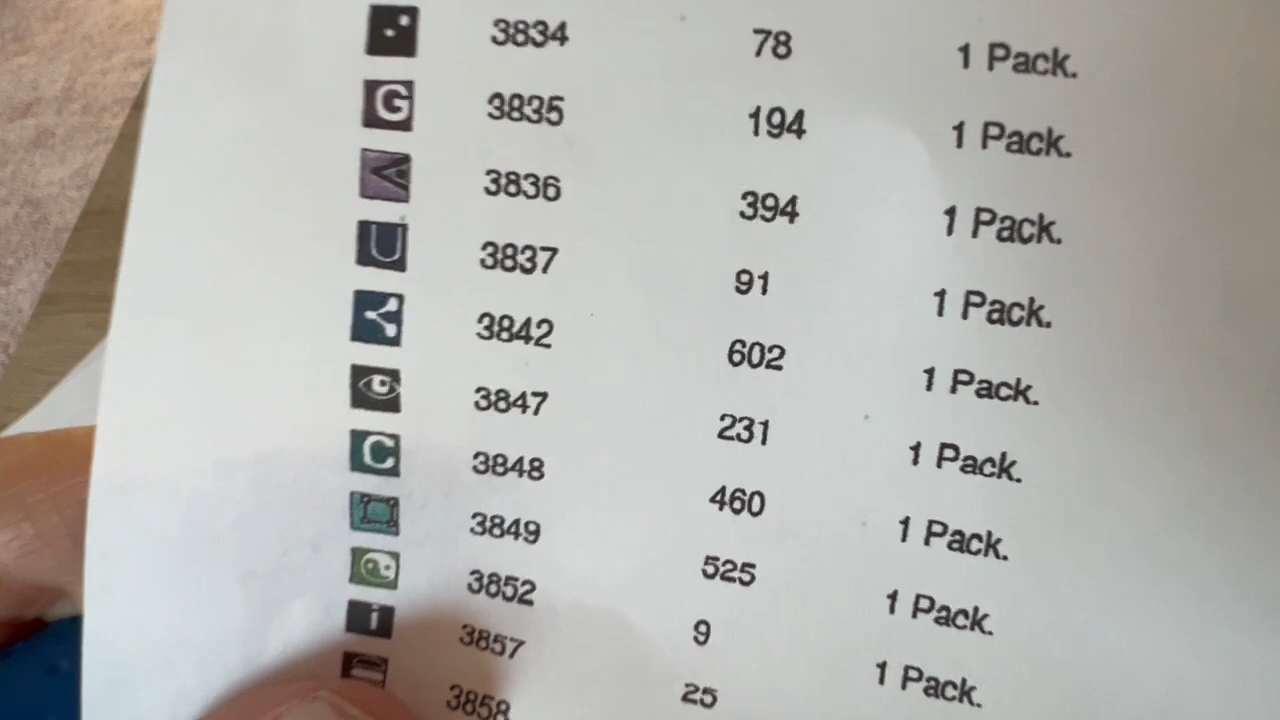 3834 78 1 Pack.
G 3835 194 1 Pack.
3836 394 1 Pack.
U 3837 91 1 Pack.
3842 602 1 Pack.
3847 231 1 Pack.
C 3848 460 1 Pack.
3849 525 1 Pack.
3852 9 1 Pack.
i 3857 25
3858